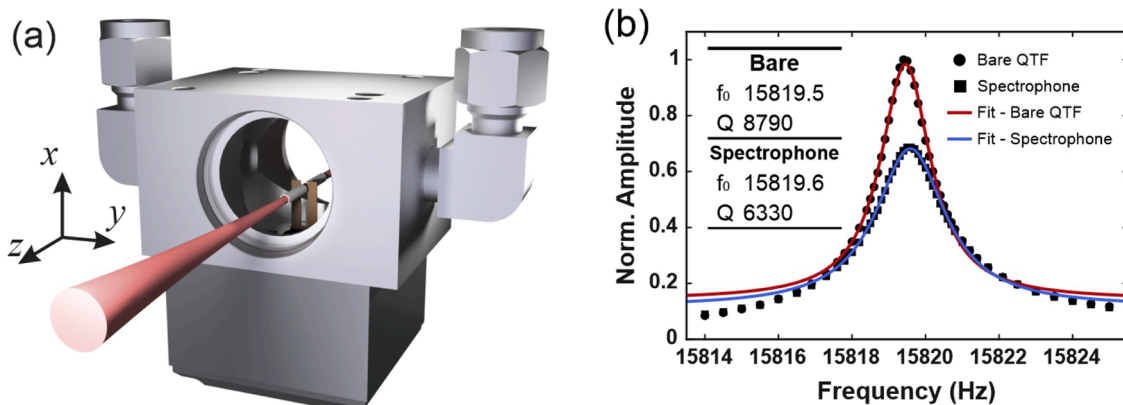 (a)
x
y
z
(b)
Norm. Amplitude
1
0.8
0.6
0.4
0.2
0
Bare
f₀ 15819.5
Q 8790
Spectrophone
f₀ 15819.6
Q 6330
Bare QTF
Spectrophone
Fit - Bare QTF
Fit - Spectrophone
15814 15816 15818 15820 15822 15824
Frequency (Hz)